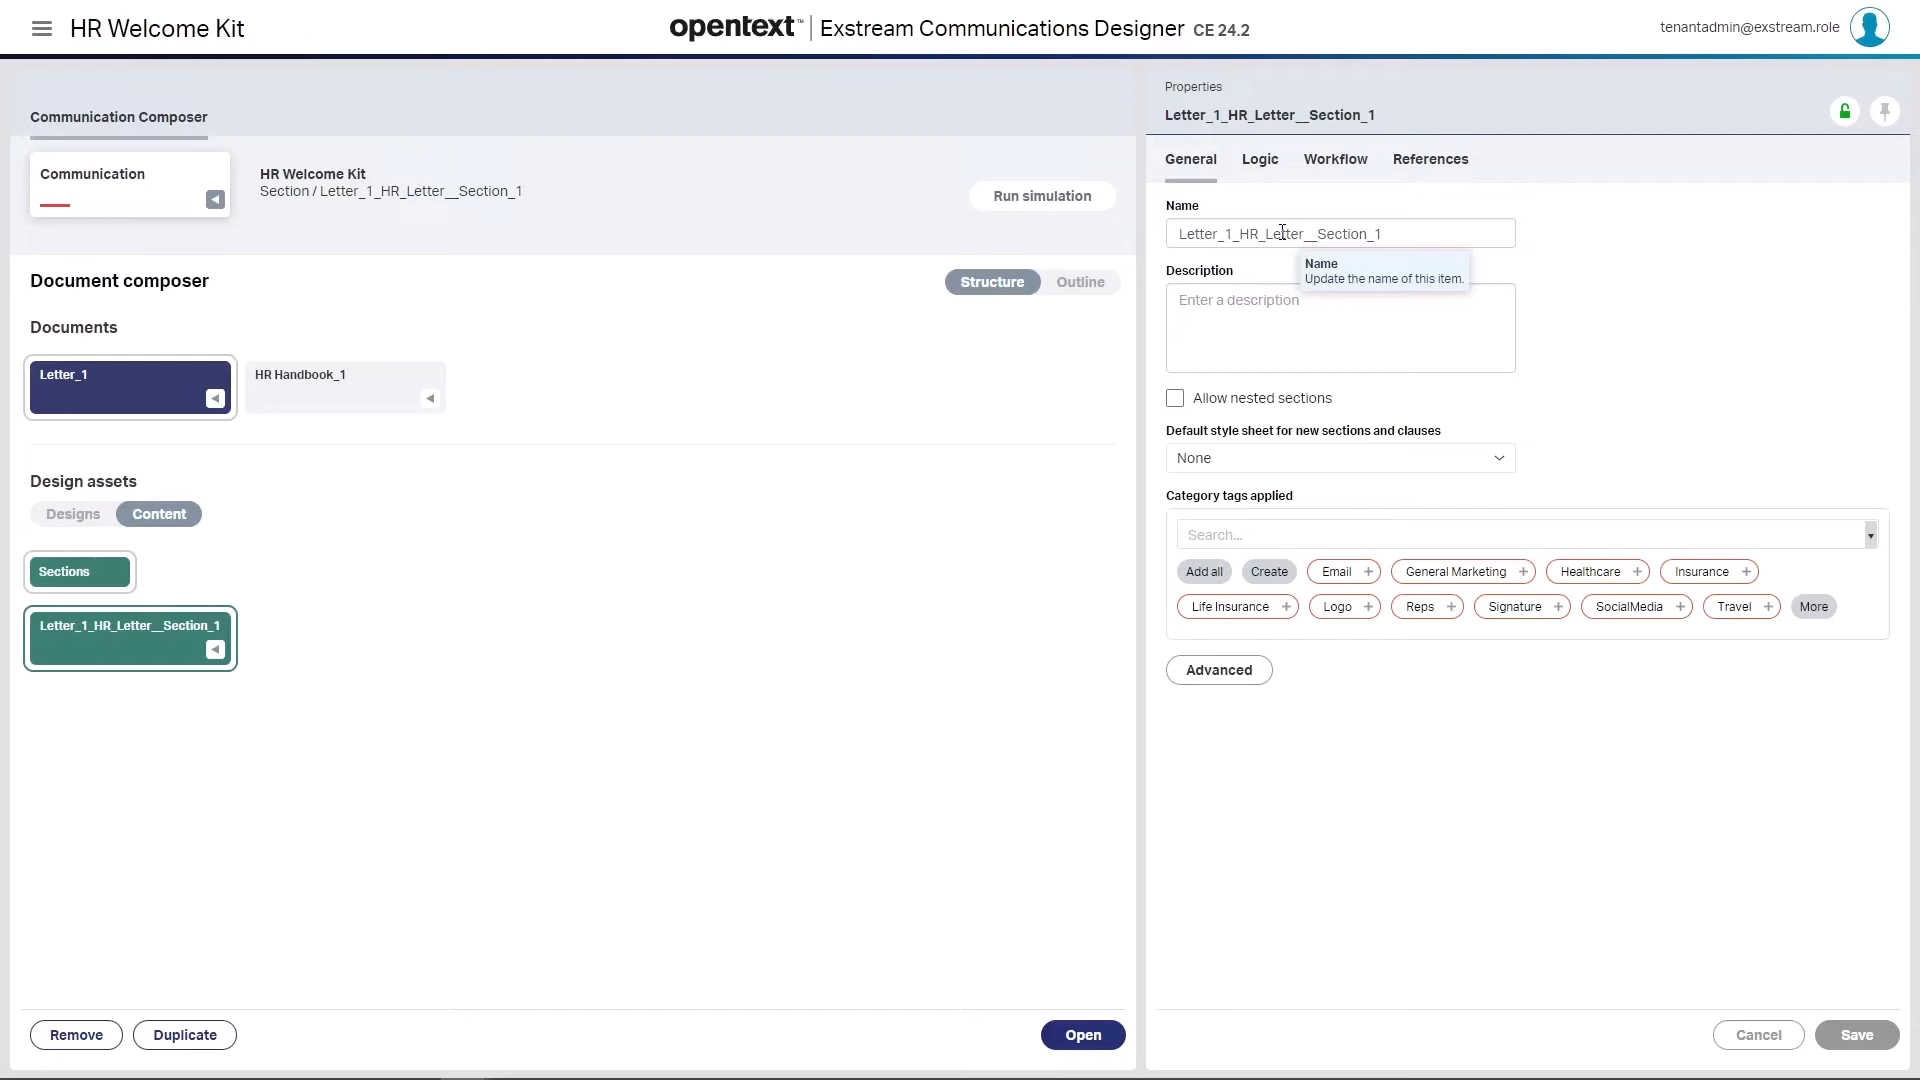 HR Welcome Kit
opentext™ | Exstream Communications Designer CE 24.2
tenantadmin@exstream.role
Communication Composer
Communication
HR Welcome Kit
Section / Letter_1_HR_Letter__Section_1
Run simulation
Document composer
Structure
Outline
Documents
Letter_1
HR Handbook_1
Design assets
Designs
Content
Sections
Letter_1_HR_Letter__Section_1
Remove
Duplicate
Open
Properties
Letter_1_HR_Letter__Section_1
General
Logic
Workflow
References
Name
Letter_1_HR_Letter__Section_1
Name
Update the name of this item.
Description
Enter a description
Allow nested sections
Default style sheet for new sections and clauses
None
Category tags applied
Search...
Add all
Create
Email +
General Marketing +
Healthcare +
Insurance +
Life Insurance +
Logo +
Reps +
Signature +
SocialMedia +
Travel +
More
Advanced
Cancel
Save